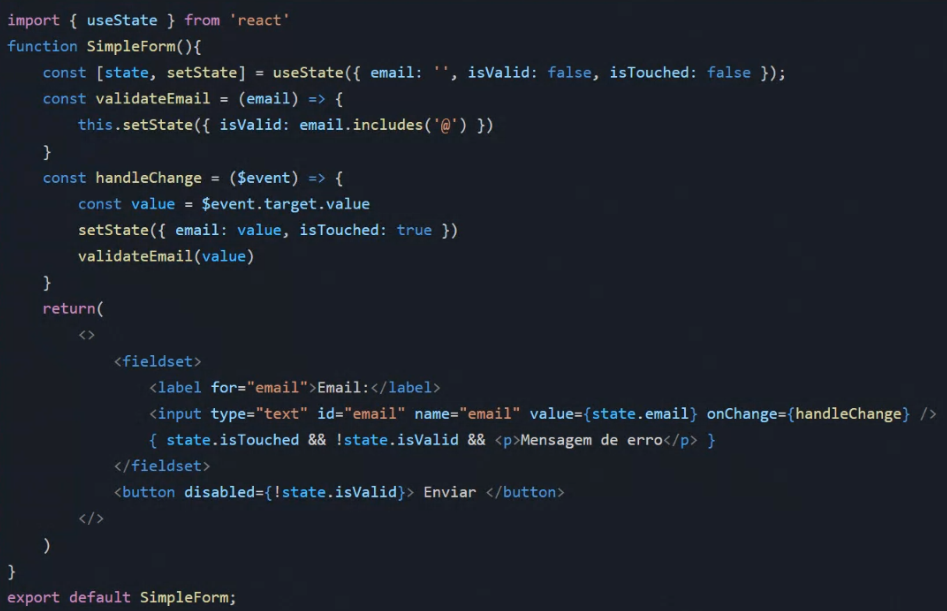 import { useState } from 'react'
function SimpleForm(){
    const [state, setState] = useState({ email: '', isValid: false, isTouched: false });
    const validateEmail = (email) => {
        this.setState({ isValid: email.includes('@') })
    }
    const handleChange = ($event) => {
        const value = $event.target.value
        setState({ email: value, isTouched: true })
        validateEmail(value)
    }
    return(
        <>
            <fieldset>
                <label for="email">Email:</label>
                <input type="text" id="email" name="email" value={state.email} onChange={handleChange} />
                { state.isTouched && !state.isValid && <p>Mensagem de erro</p> }
            </fieldset>
            <button disabled={!state.isValid}> Enviar </button>
        </>
    )
}
export default SimpleForm;